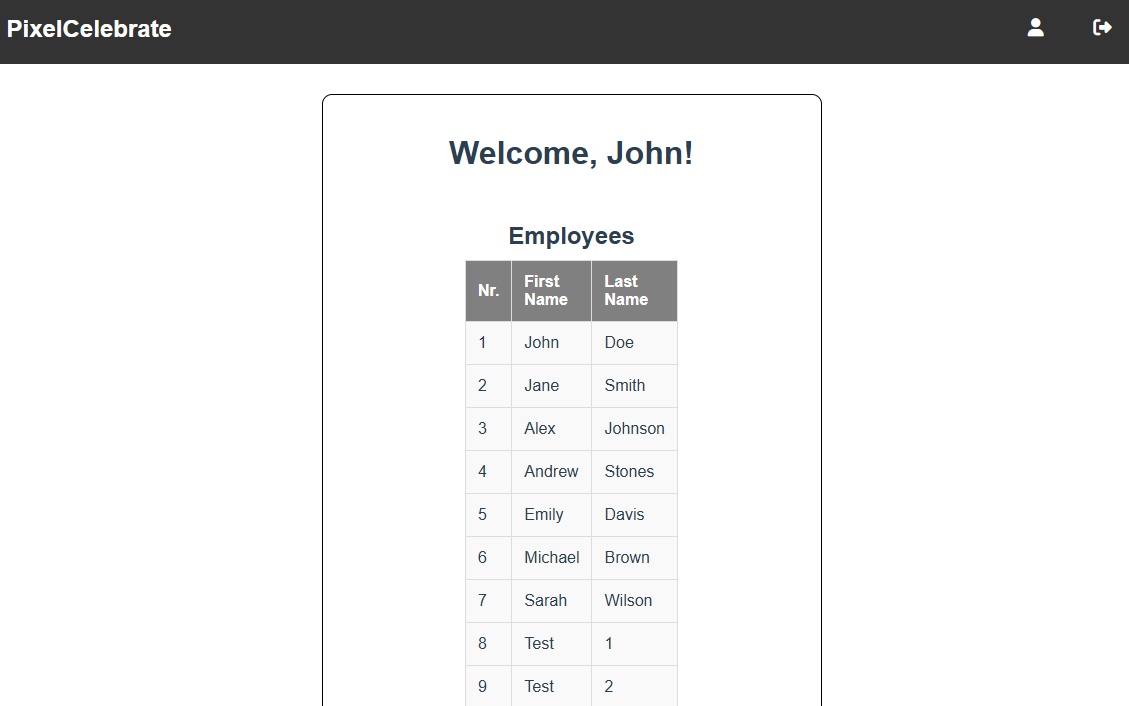 PixelCelebrate
Welcome, John!
Employees
Nr. First Name Last Name
1 John Doe
2 Jane Smith
3 Alex Johnson
4 Andrew Stones
5 Emily Davis
6 Michael Brown
7 Sarah Wilson
8 Test 1
9 Test 2